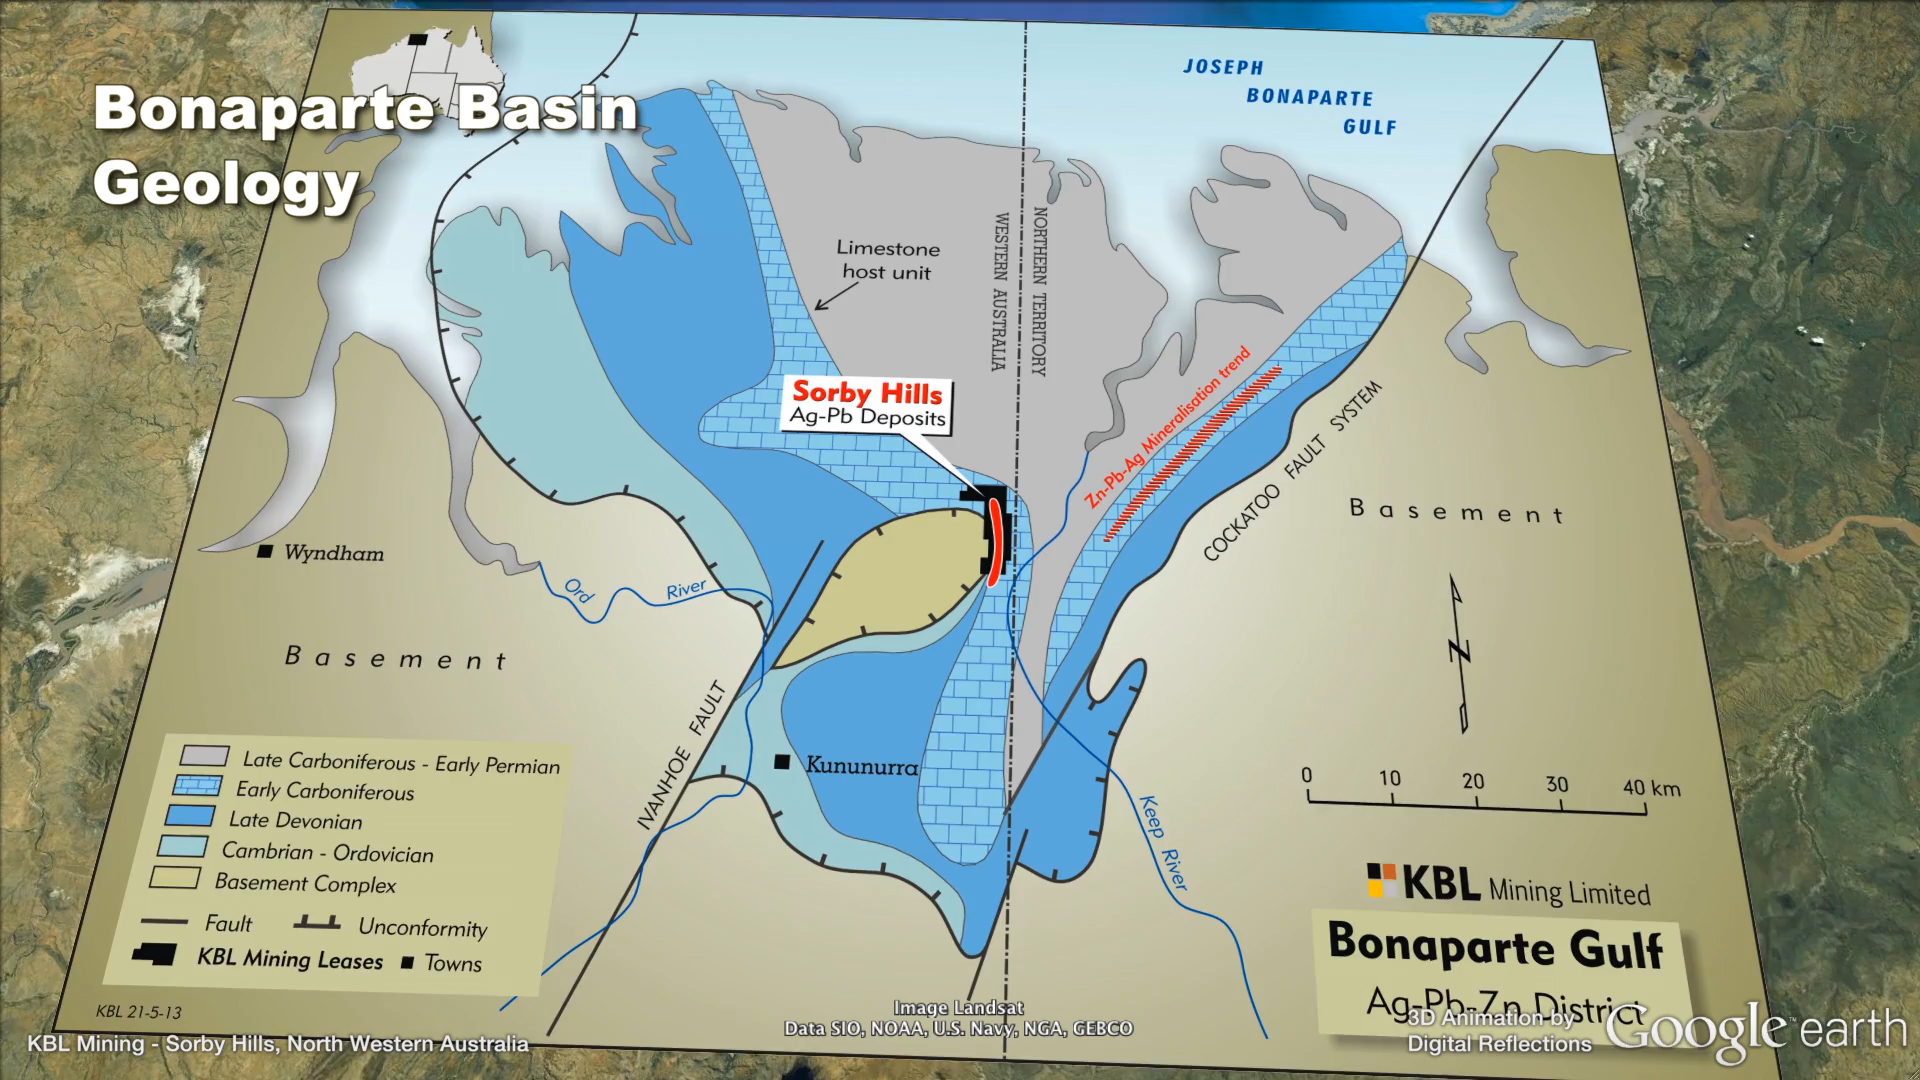 Bonaparte Basin
Geology
JOSEPH
BONAPARTE
GULF
Limestone
host unit
WESTERN AUSTRALIA
NORTHERN TERRITORY
Sorby Hills
Ag-Pb Deposits
Zn-Pb-Ag Mineralisation trend
COCKATOO FAULT SYSTEM
Basement
Wyndham
Ord River
Basement
N
IVANHOE FAULT
Kununurra
Keep River
0 10 20 30 40 km
Late Carboniferous - Early Permian
Early Carboniferous
Late Devonian
Cambrian - Ordovician
Basement Complex
Fault Unconformity
KBL Mining Leases Towns
KBL 21-5-13
KBL Mining Limited
Bonaparte Gulf
Ag-Pb-Zn District
Image Landsat
Data SIO, NOAA, U.S. Navy, NGA, GEBCO
KBL Mining - Sorby Hills, North Western Australia
3D Animation by
Digital Reflections
Google earth